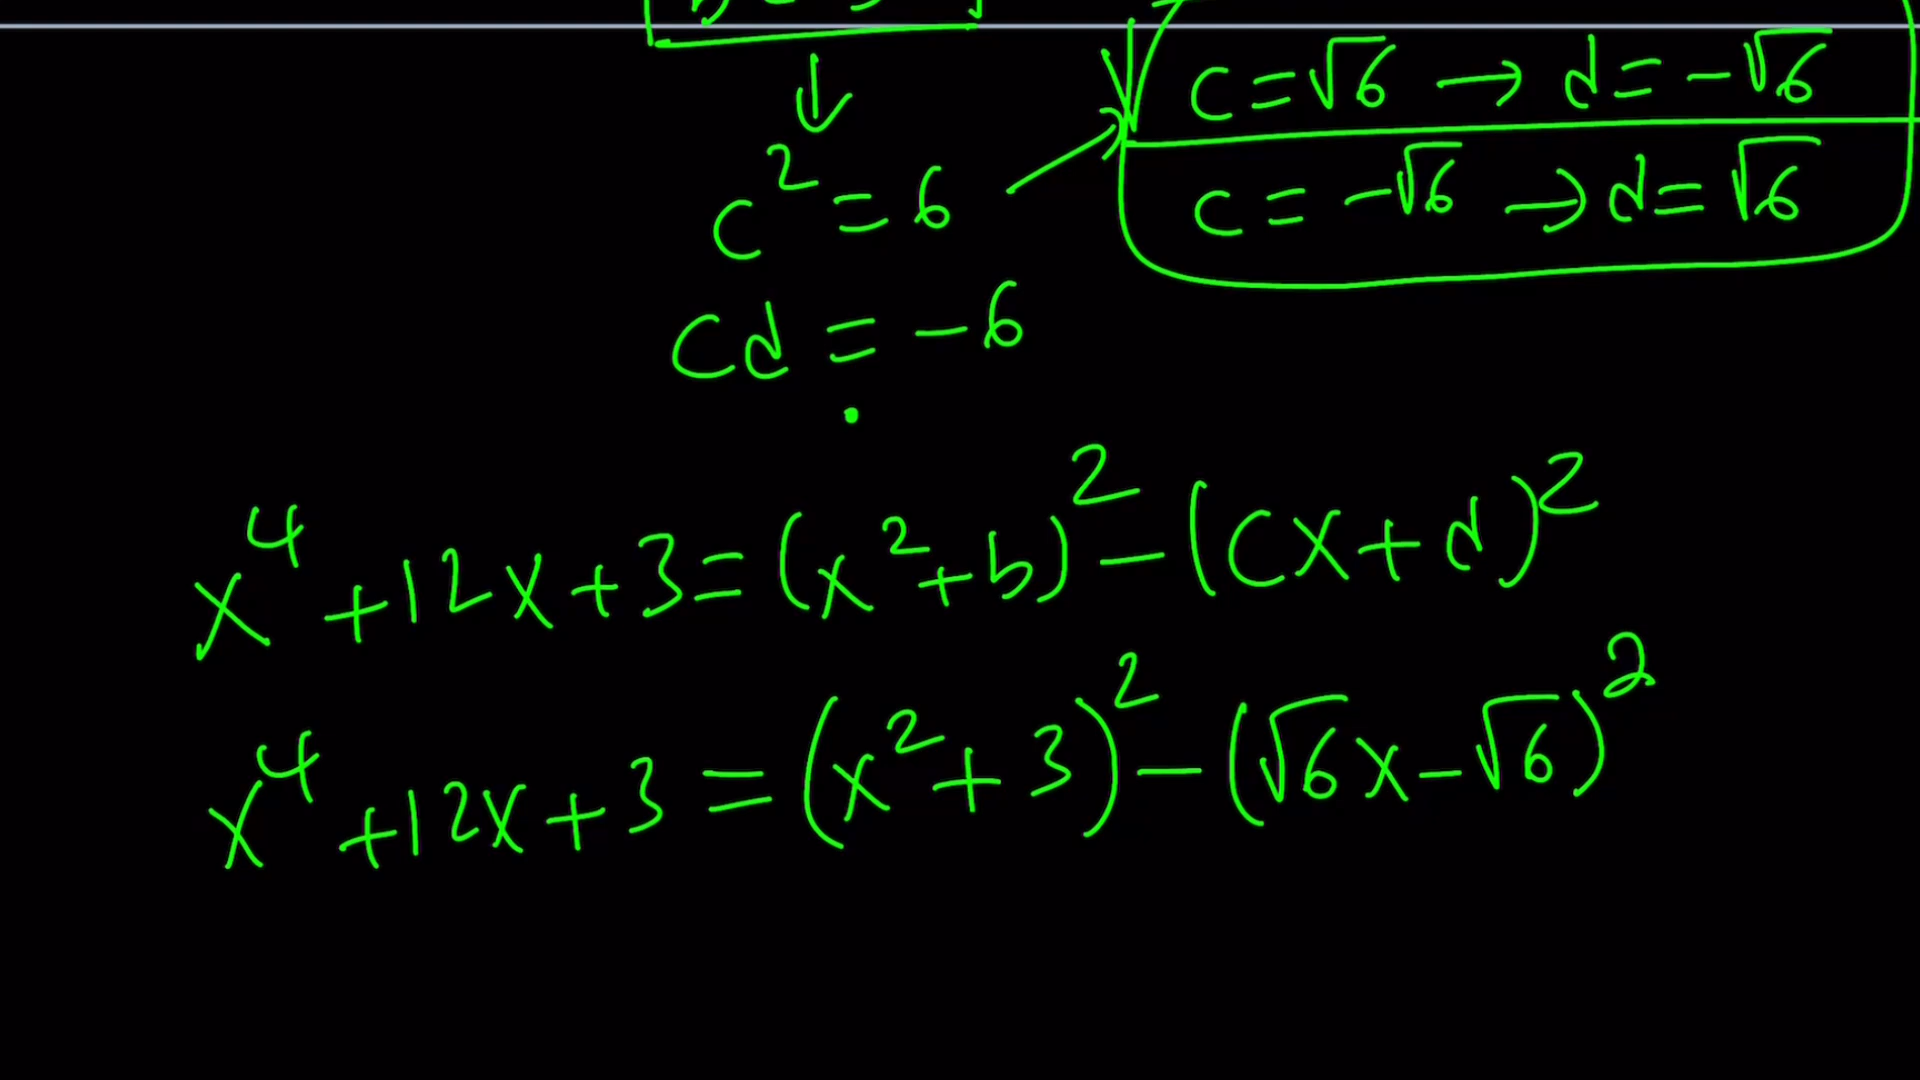 c = √6 → d = -√6
c² = 6
c = -√6 → d = √6
cd = -6
x⁴ + 12x + 3 = (x² + b)² - (cx + d)²
x⁴ + 12x + 3 = (x² + 3)² - (√6x - √6)²